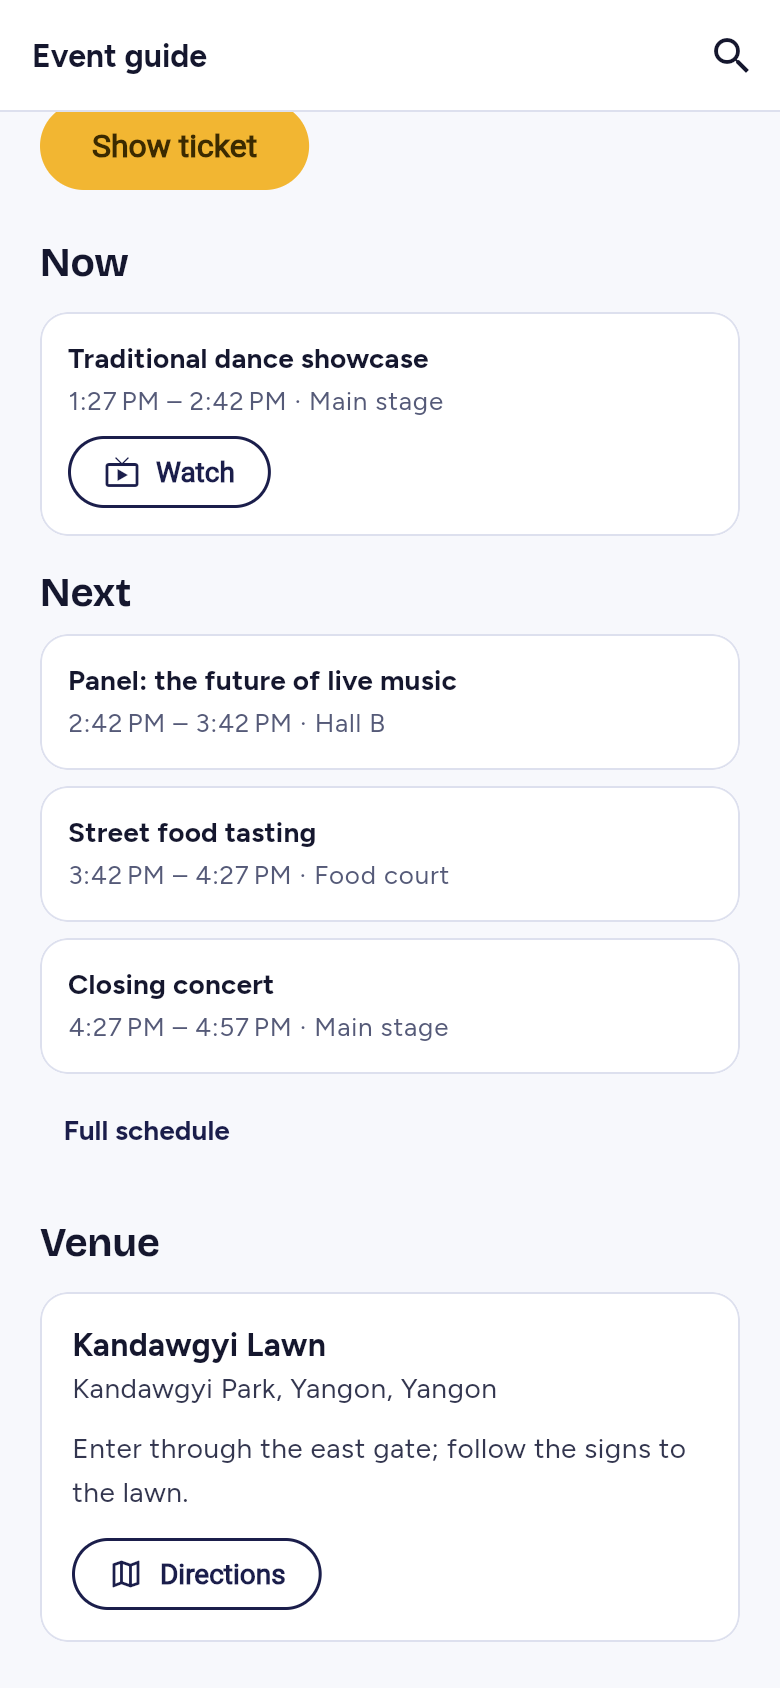 Event guide
Show ticket
Now
Traditional dance showcase
1:27 PM – 2:42 PM · Main stage
Watch
Next
Panel: the future of live music
2:42 PM – 3:42 PM · Hall B
Street food tasting
3:42 PM – 4:27 PM · Food court
Closing concert
4:27 PM – 4:57 PM · Main stage
Full schedule
Venue
Kandawgyi Lawn
Kandawgyi Park, Yangon, Yangon
Enter through the east gate; follow the signs to
the lawn.
Directions